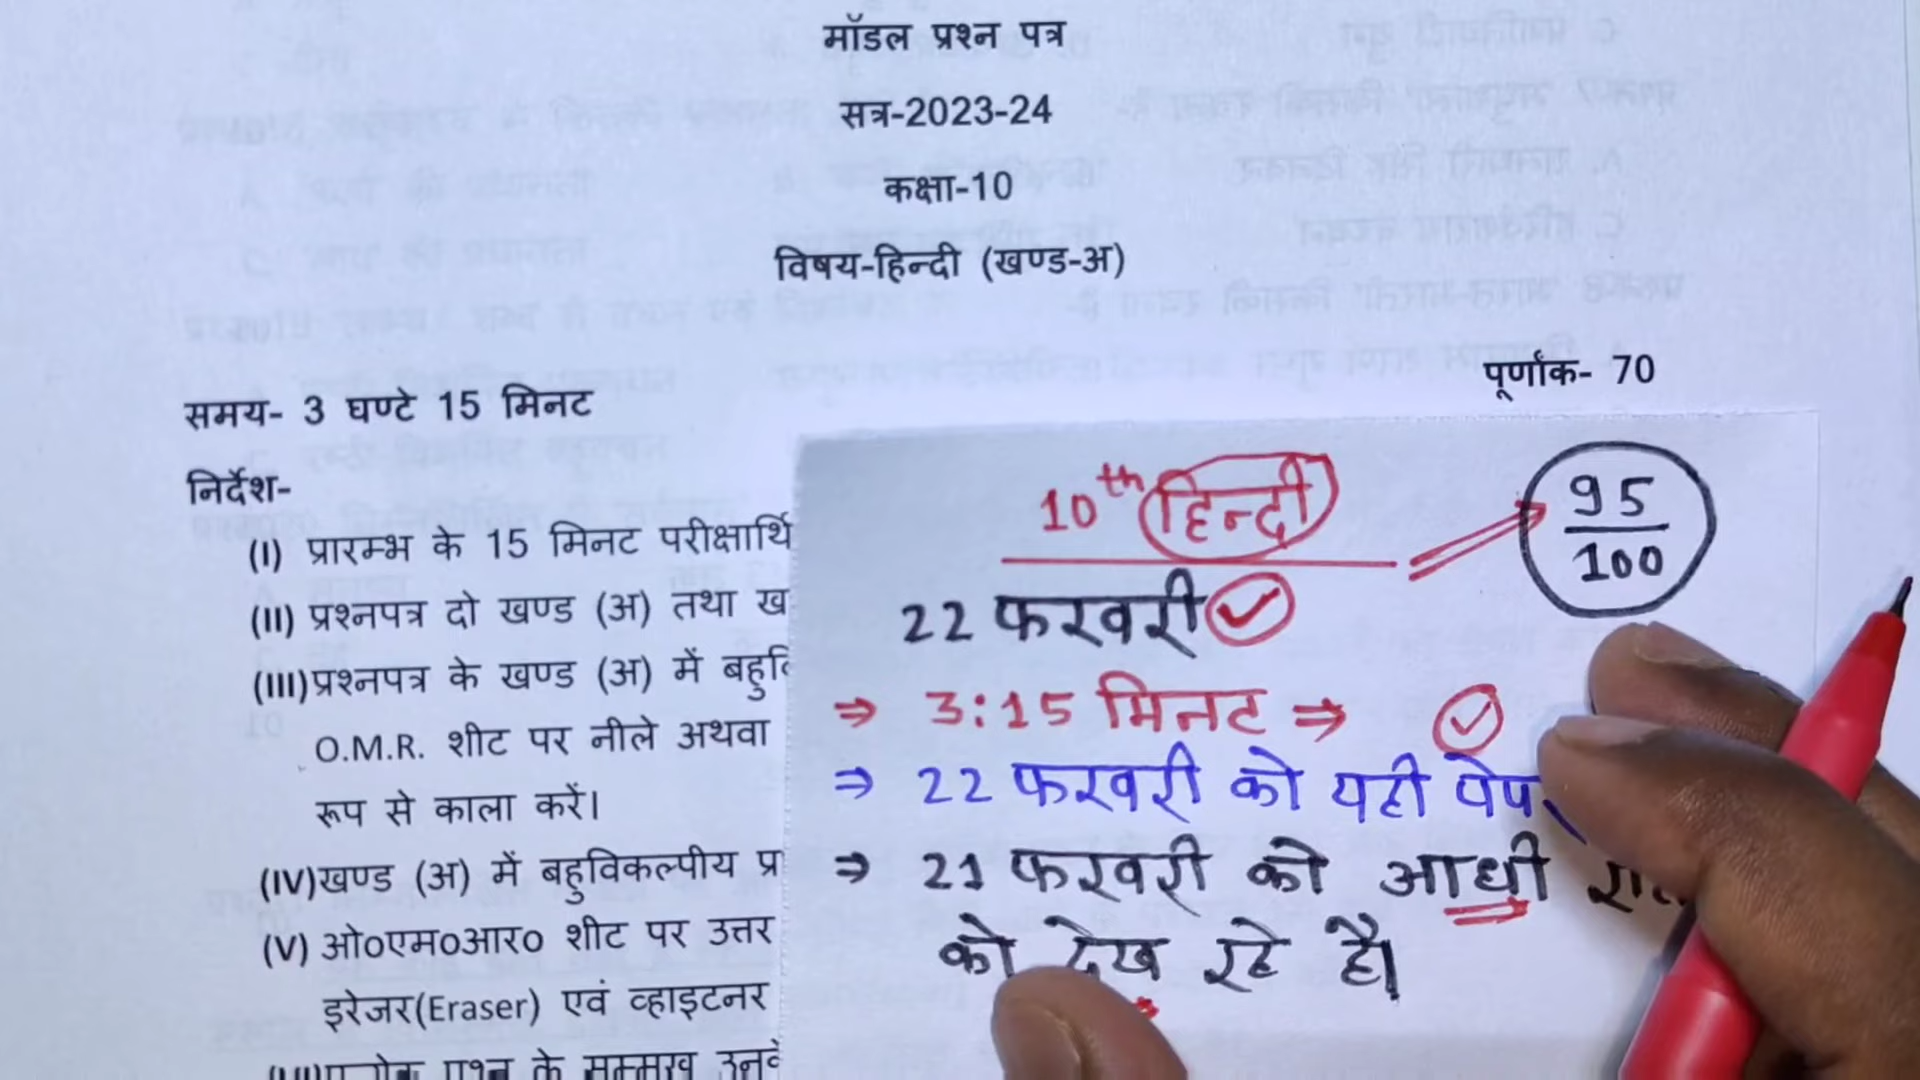 मॉडल प्रश्न पत्र
सत्र-2023-24
कक्षा-10
विषय-हिन्दी (खण्ड-अ)
पूर्णांक- 70
समय- 3 घण्टे 15 मिनट
निर्देश-
(I) प्रारम्भ के 15 मिनट
(II) प्रश्नपत्र दो खण्ड (अ) तथा
(III) प्रश्नपत्र के खण्ड (अ) में
O.M.R. शीट पर नीले अथवा
रूप से काला करें।
(IV) खण्ड (अ) में बहुविकल्पीय
(V) ओ०एम०आर० शीट पर उत्तर
इरेजर(Eraser) एवं व्हाइटनर
10th हिन्दी
95
100
22 फरवरी
⇒ 3:15 मिनट ⇒
⇒ 22 फरवरी को यही
⇒ 21 फरवरी को आधी
को देख रहे है।